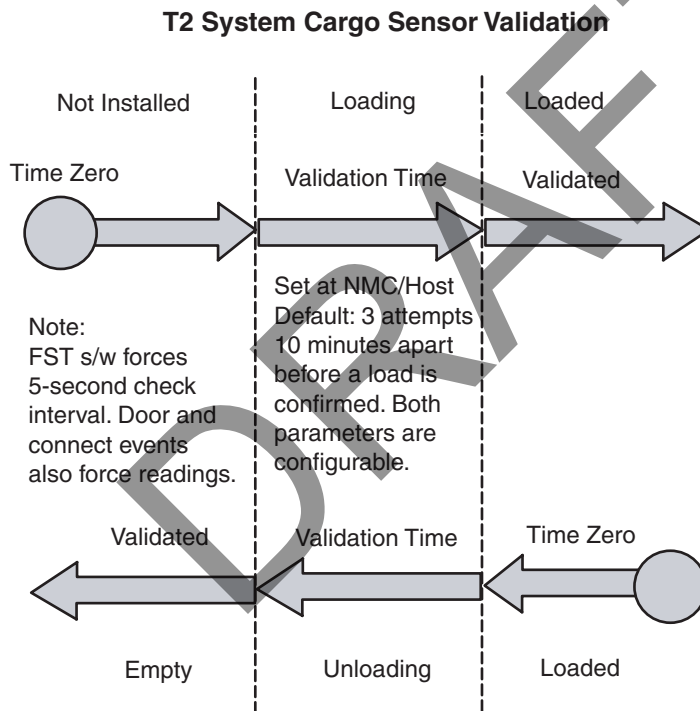 T2 System Cargo Sensor Validation
Not Installed
Loading
Loaded
Time Zero
Validation Time
Validated
Note:
FST s/w forces
5-second check
interval. Door and
connect events
also force readings.
Set at NMC/Host
Default: 3 attempts
10 minutes apart
before a load is
confirmed. Both
parameters are
configurable.
Validated
Validation Time
Time Zero
Empty
Unloading
Loaded
DRAFT